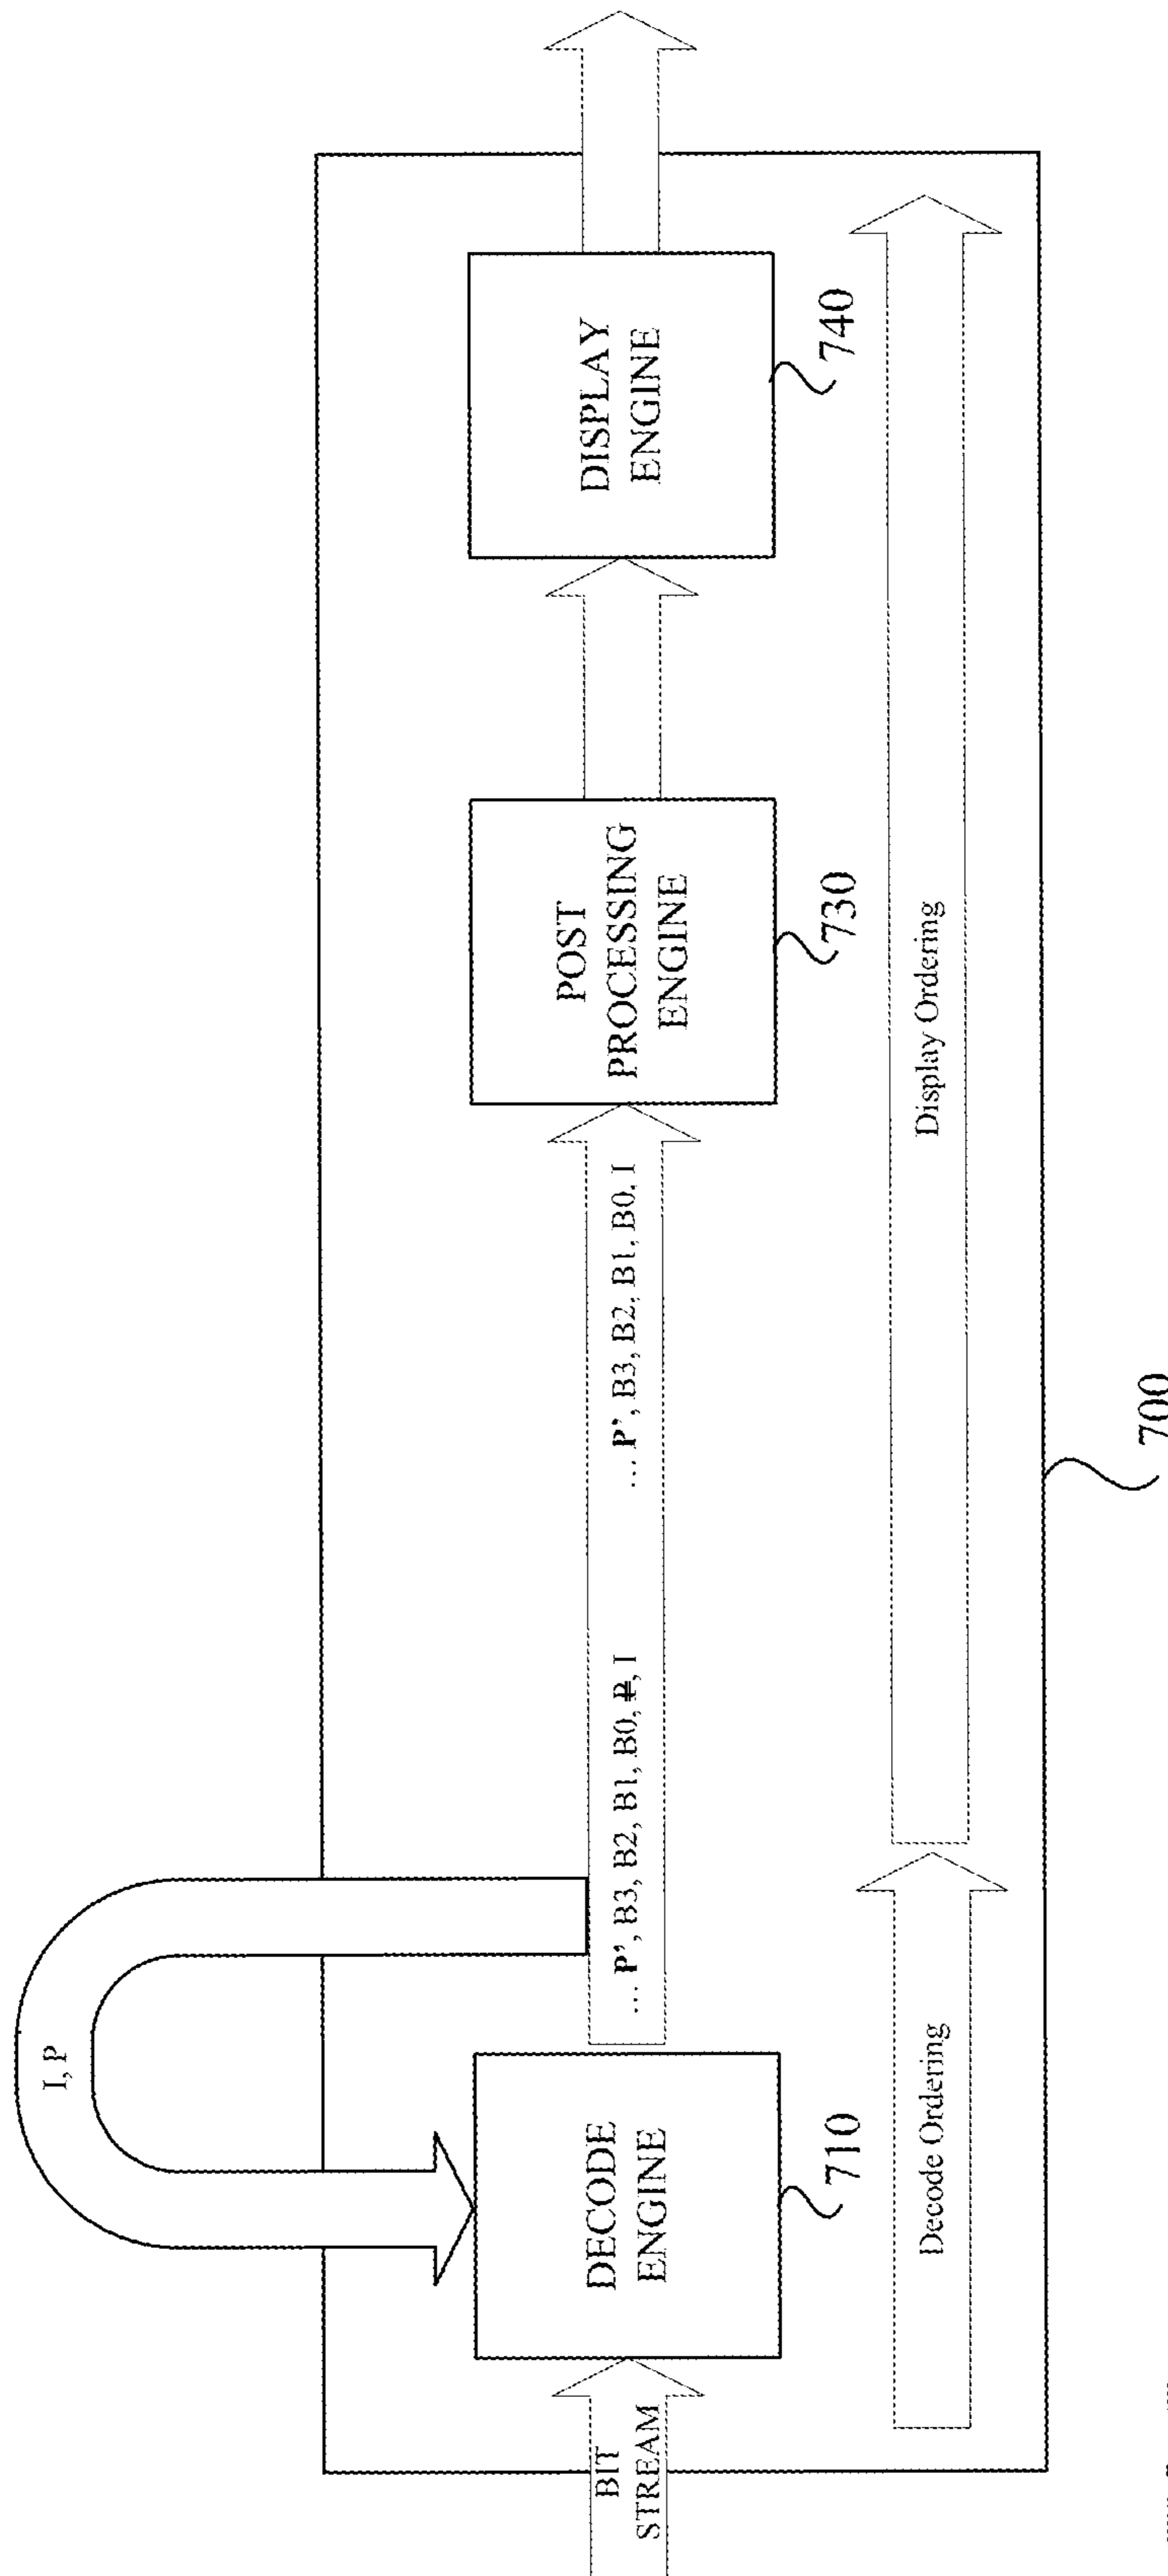 I, P
BIT
STREAM
DECODE
ENGINE
710
... P', B3, B2, B1, B0, P, I
... P', B3, B2, B1, B0, I
POST
PROCESSING
ENGINE
730
DISPLAY
ENGINE
740
Decode Ordering
Display Ordering
700